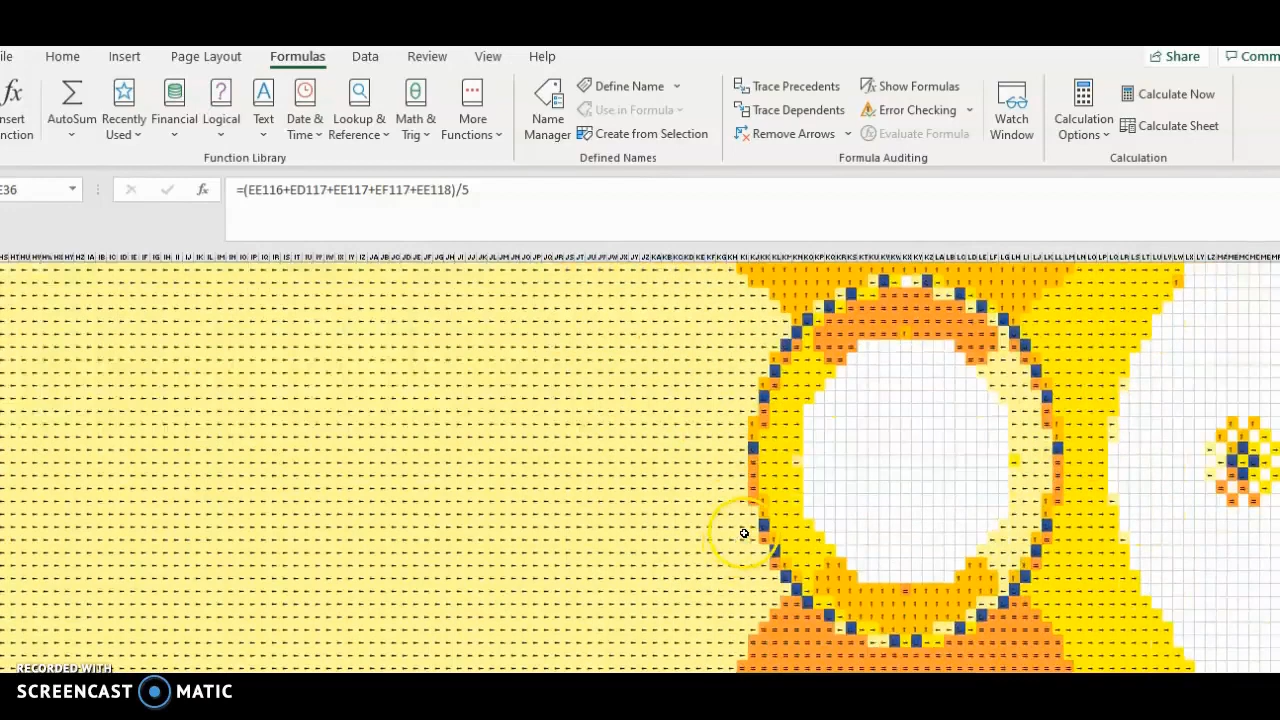 ile Home Insert Page Layout Formulas Data Review View Help Share Comm
fx
nsert
nction
AutoSum
Recently
Used
Financial
Logical
Text
Date &
Time
Lookup &
Reference
Math &
Trig
More
Functions
Function Library
Name
Manager
Define Name
Use in Formula
Create from Selection
Defined Names
Trace Precedents
Trace Dependents
Remove Arrows
Show Formulas
Error Checking
Evaluate Formula
Formula Auditing
Watch
Window
Calculation
Options
Calculate Now
Calculate Sheet
Calculation
E36 fx =(EE116+ED117+EE117+EF117+EE118)/5
RECORDED WITH
SCREENCAST MATIC